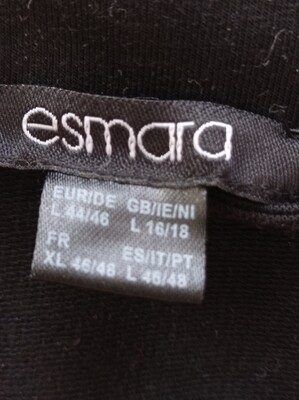 esmara
EUR/DE GB/IE/NI
L 44/46 L 16/18
FR ES/IT/PT
XL 46/48 L 46/48